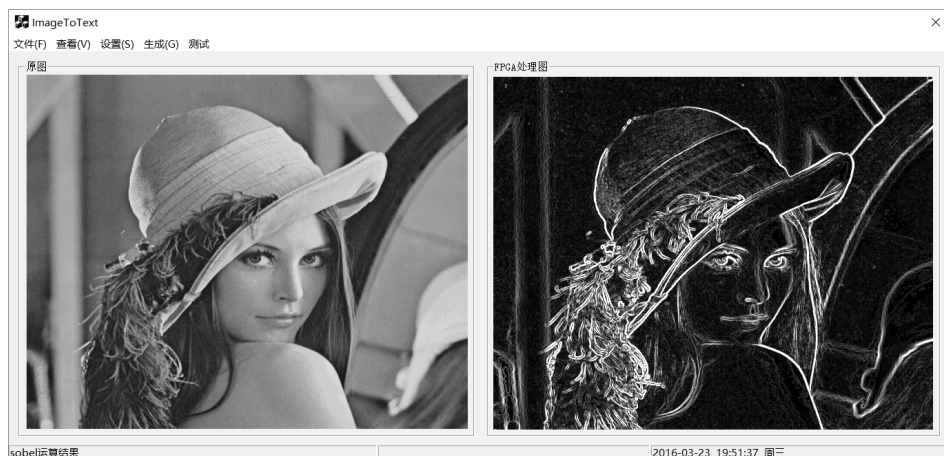 ImageToText
文件(F) 查看(V) 设置(S) 生成(G) 测试
原图
FPGA处理图
sobel运算结果
2016-03-23 19:51:37 周三